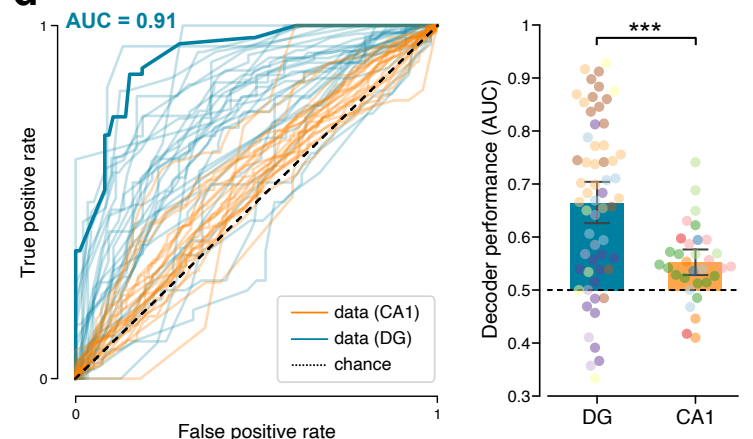 d
AUC = 0.91
1
True positive rate
0
data (CA1)
data (DG)
chance
0
1
False positive rate
***
1
0.9
0.8
0.7
0.6
0.5
0.4
0.3
Decoder performance (AUC)
DG
CA1